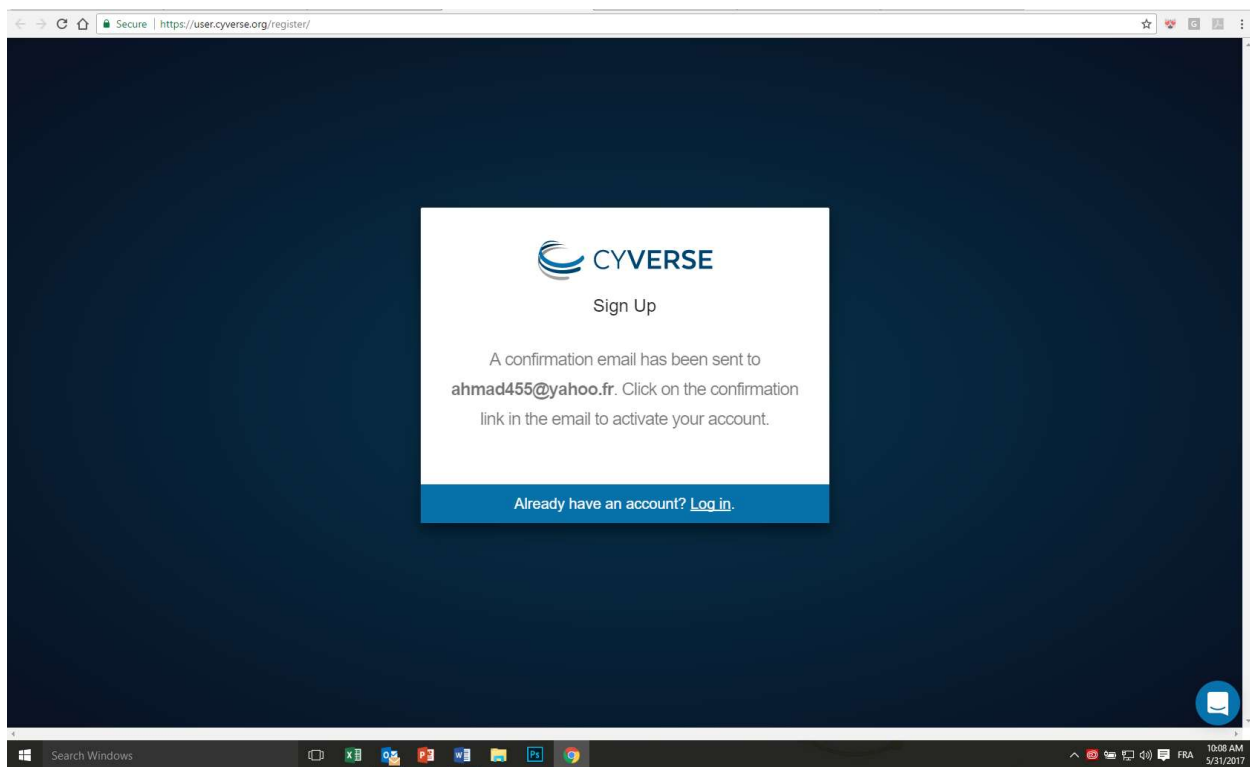 Secure | https://user.cyverse.org/register/
CYVERSE
Sign Up
A confirmation email has been sent to
ahmad455@yahoo.fr. Click on the confirmation
link in the email to activate your account.
Already have an account? Log in.
Search Windows
Ps
FRA
10:08 AM
5/31/2017